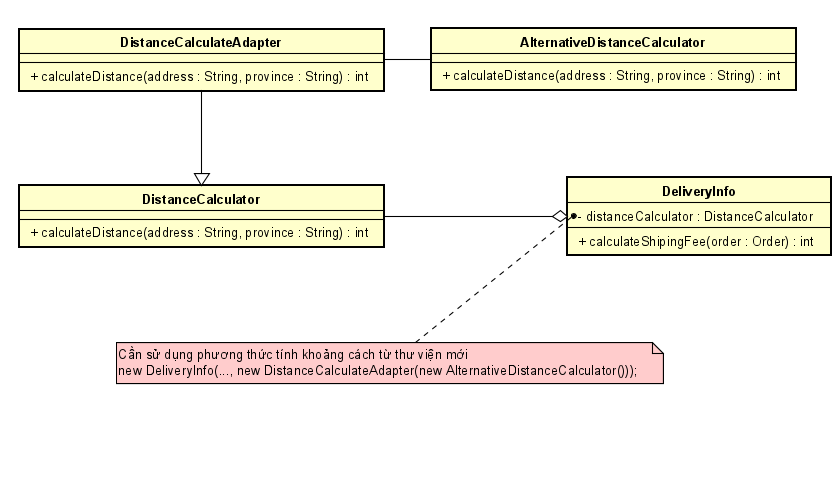 DistanceCalculateAdapter
+ calculateDistance(address : String, province : String) : int
AlternativeDistanceCalculator
+ calculateDistance(address : String, province : String) : int
DistanceCalculator
+ calculateDistance(address : String, province : String) : int
DeliveryInfo
- distanceCalculator : DistanceCalculator
+ calculateShipingFee(order : Order) : int
Cần sử dụng phương thức tính khoảng cách từ thư viện mới
new DeliveryInfo(..., new DistanceCalculateAdapter(new AlternativeDistanceCalculator()));